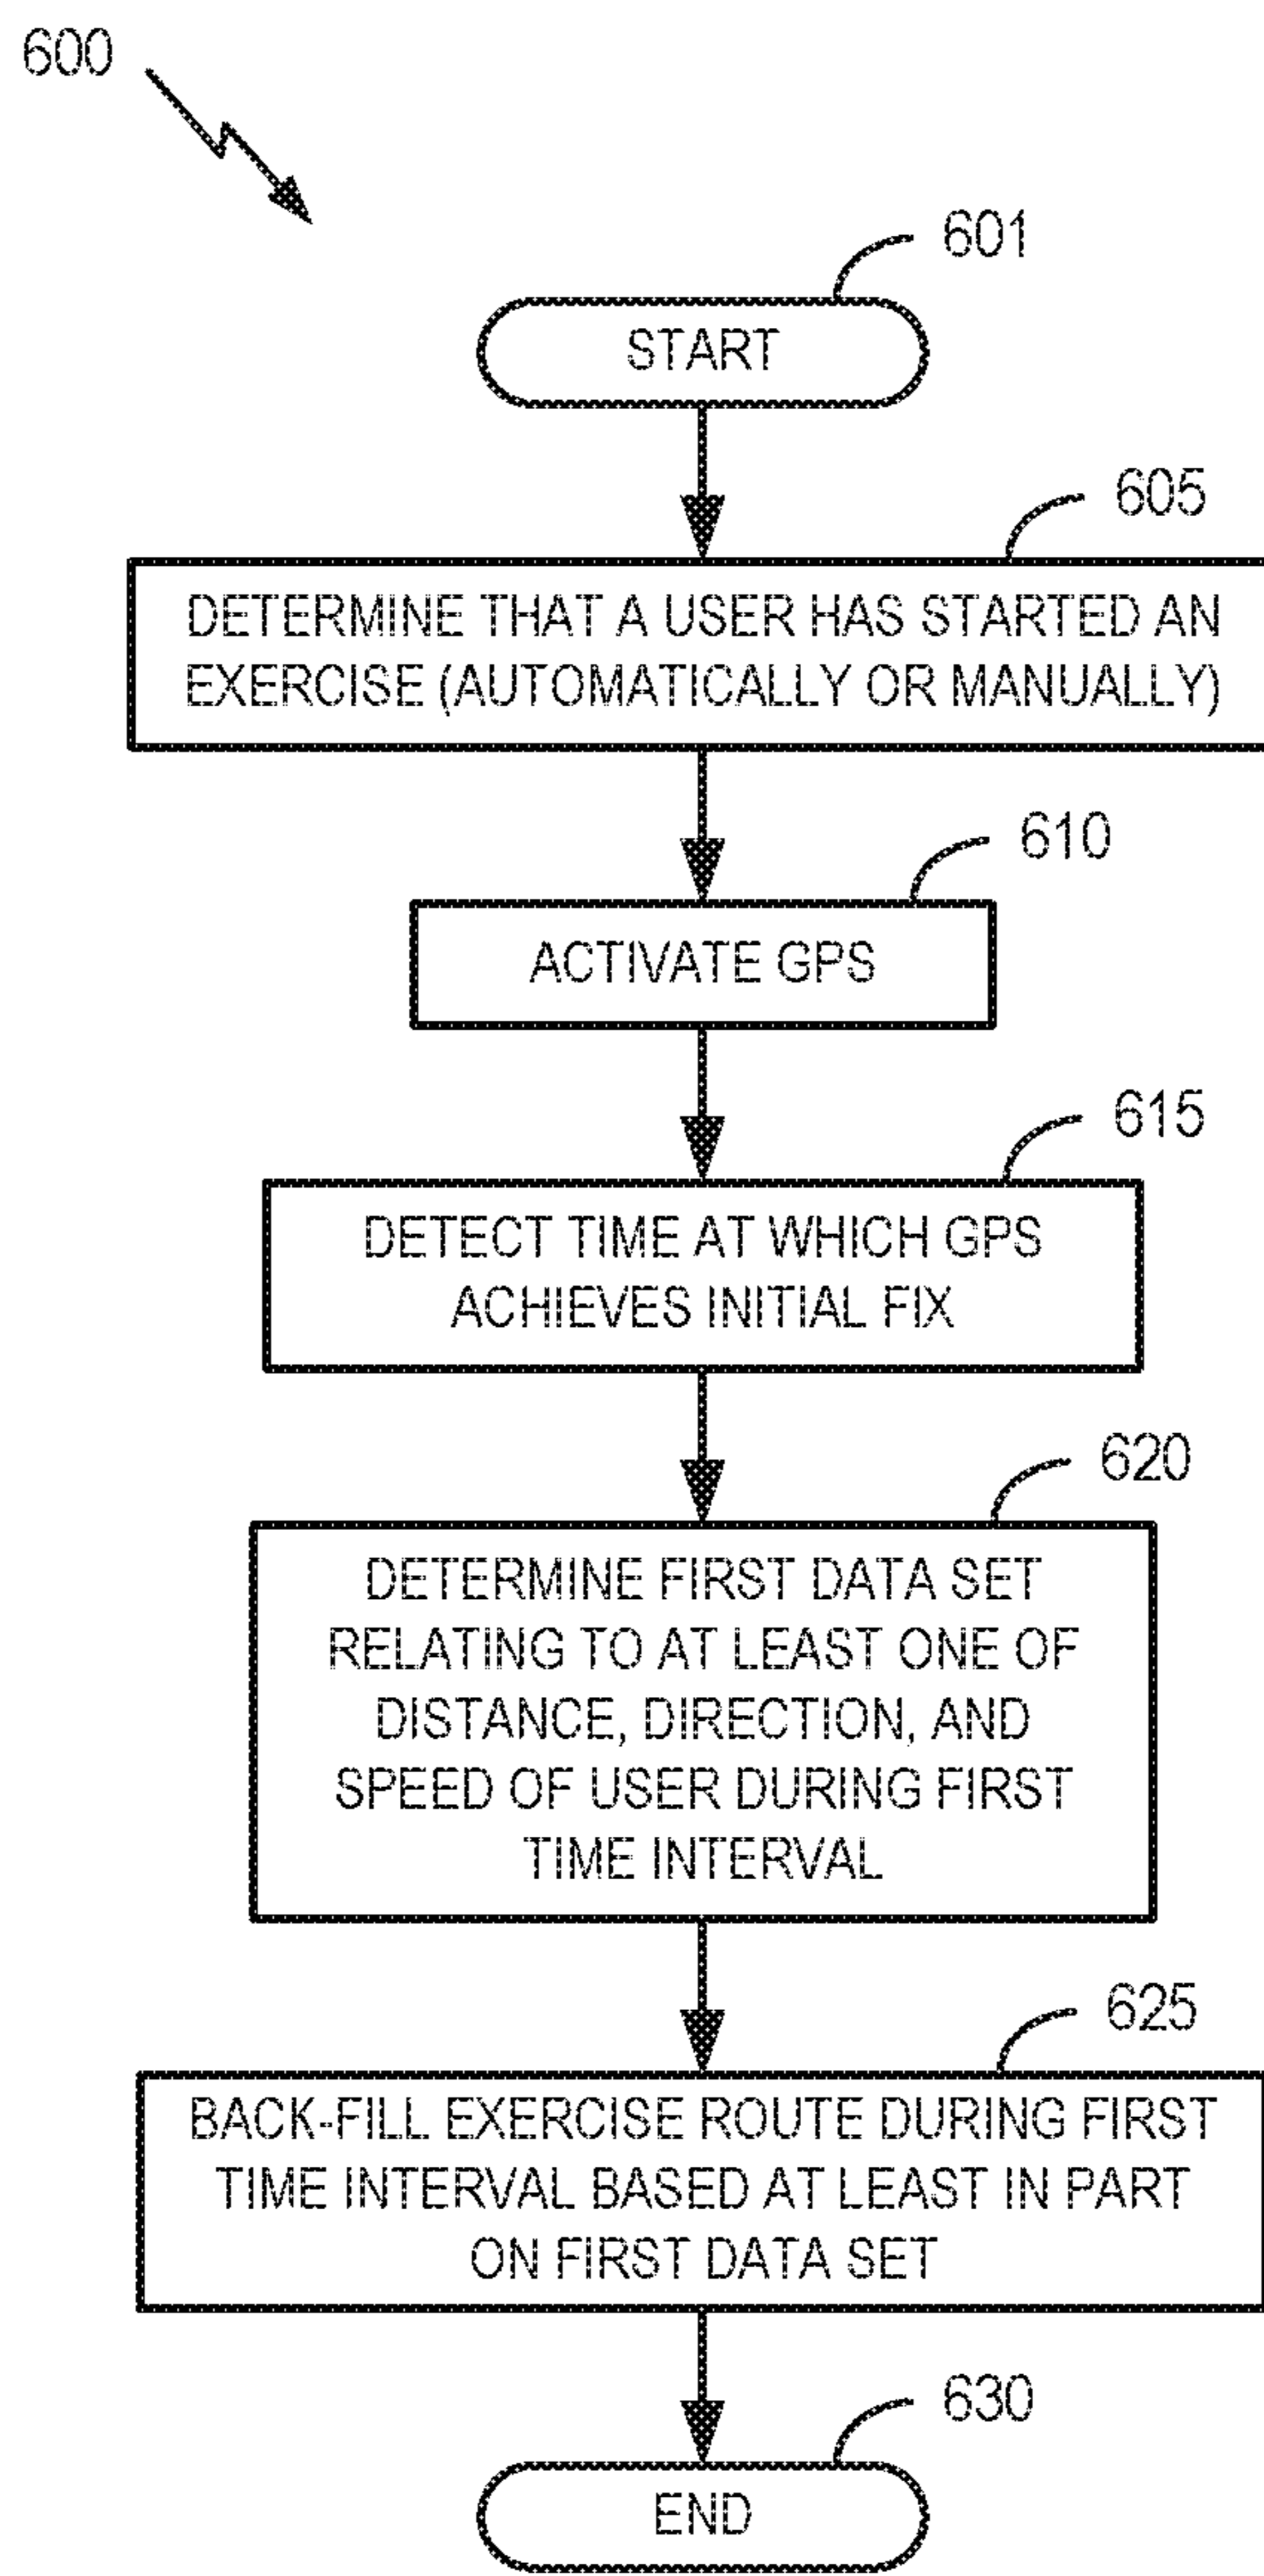 600
601
START
605
DETERMINE THAT A USER HAS STARTED AN
EXERCISE (AUTOMATICALLY OR MANUALLY)
610
ACTIVATE GPS
615
DETECT TIME AT WHICH GPS
ACHIEVES INITIAL FIX
620
DETERMINE FIRST DATA SET
RELATING TO AT LEAST ONE OF
DISTANCE, DIRECTION, AND
SPEED OF USER DURING FIRST
TIME INTERVAL
625
BACK-FILL EXERCISE ROUTE DURING FIRST
TIME INTERVAL BASED AT LEAST IN PART
ON FIRST DATA SET
630
END